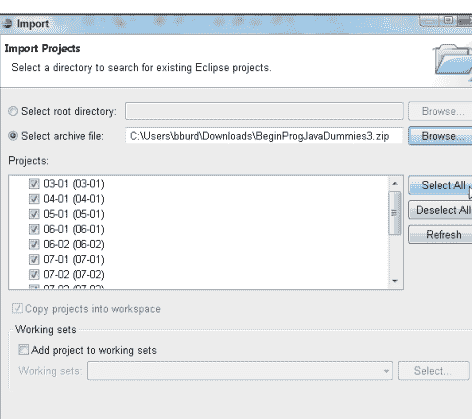 Import
Import Projects
Select a directory to search for existing Eclipse projects.
Select root directory:
Browse...
Select archive file: C:\Users\bburd\Downloads\BeginProgJavaDummies3.zip Browse...
Projects:
03-01 (03-01)
04-01 (04-01)
05-01 (05-01)
06-01 (06-01)
06-02 (06-02)
07-01 (07-01)
07-02 (07-02)
Select All
Deselect All
Refresh
Copy projects into workspace
Working sets
Add project to working sets
Working sets:
Select...